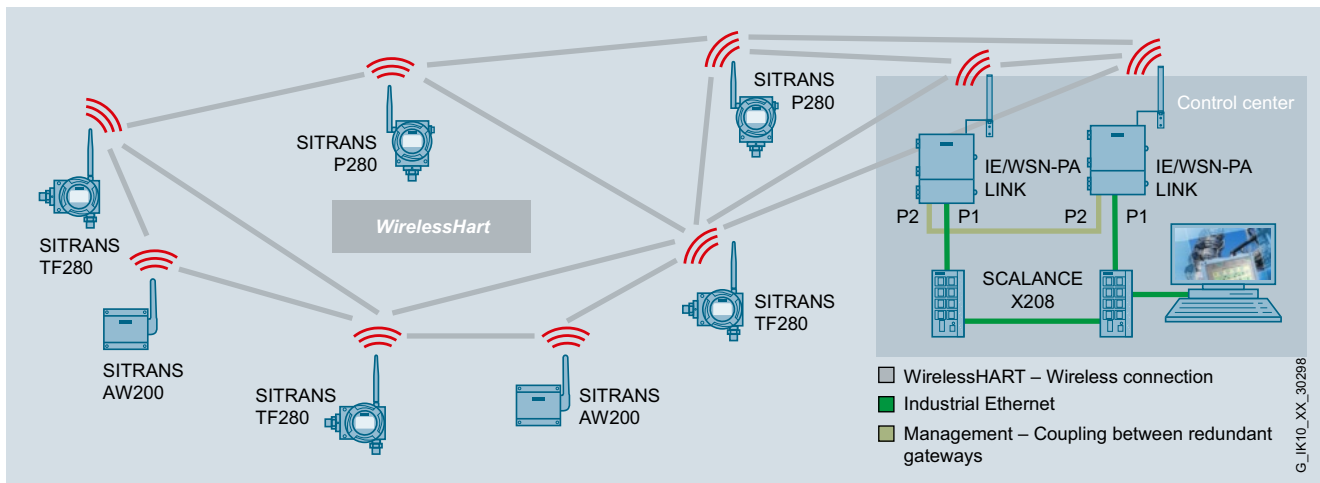 SITRANS
P280
Control center
SITRANS
P280
IE/WSN-PA
LINK
IE/WSN-PA
LINK
P2
P1
P2
P1
WirelessHart
SITRANS
TF280
SCALANCE
X208
SITRANS
TF280
SITRANS
AW200
SITRANS
TF280
SITRANS
AW200
WirelessHART – Wireless connection
Industrial Ethernet
Management – Coupling between redundant
gateways
G_IK10_XX_30298